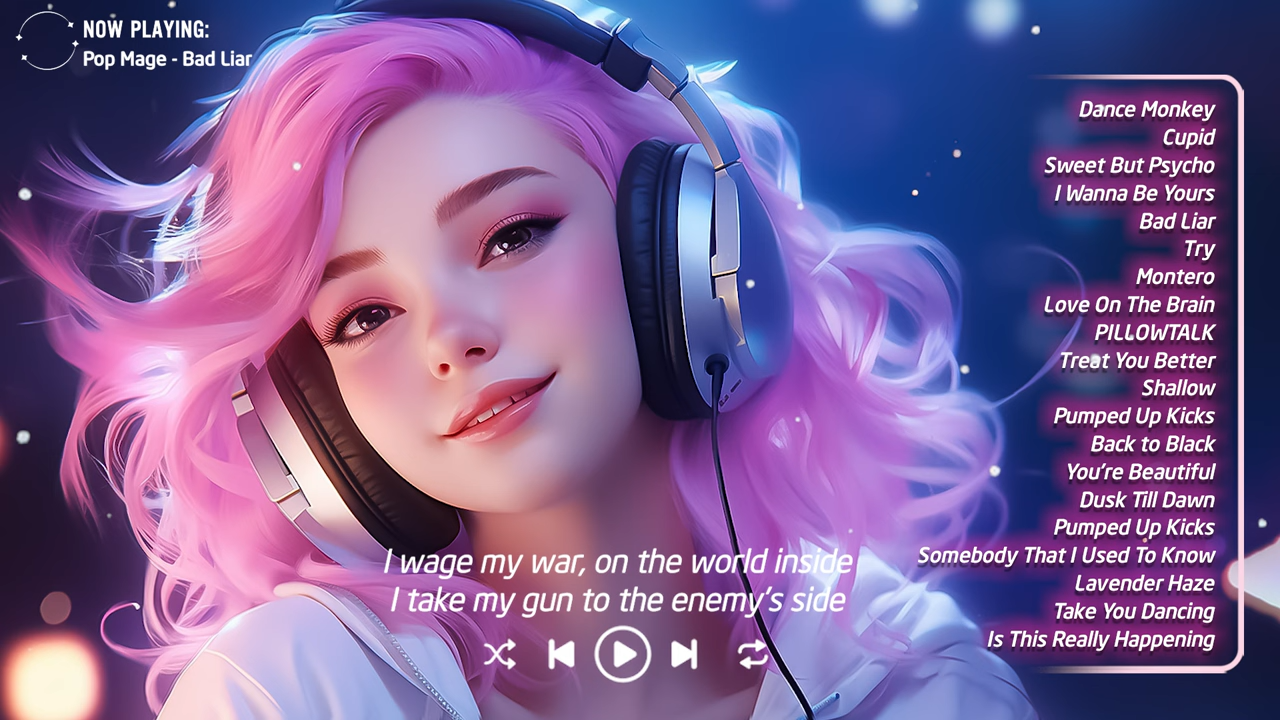 NOW PLAYING:
Pop Mage - Bad Liar
Dance Monkey
Cupid
Sweet But Psycho
I Wanna Be Yours
Bad Liar
Try
Montero
Love On The Brain
PILLOWTALK
Treat You Better
Shallow
Pumped Up Kicks
Back to Black
You're Beautiful
Dusk Till Dawn
Pumped Up Kicks
Somebody That I Used To Know
Lavender Haze
Take You Dancing
Is This Really Happening
I wage my war, on the world inside
I take my gun to the enemy's side